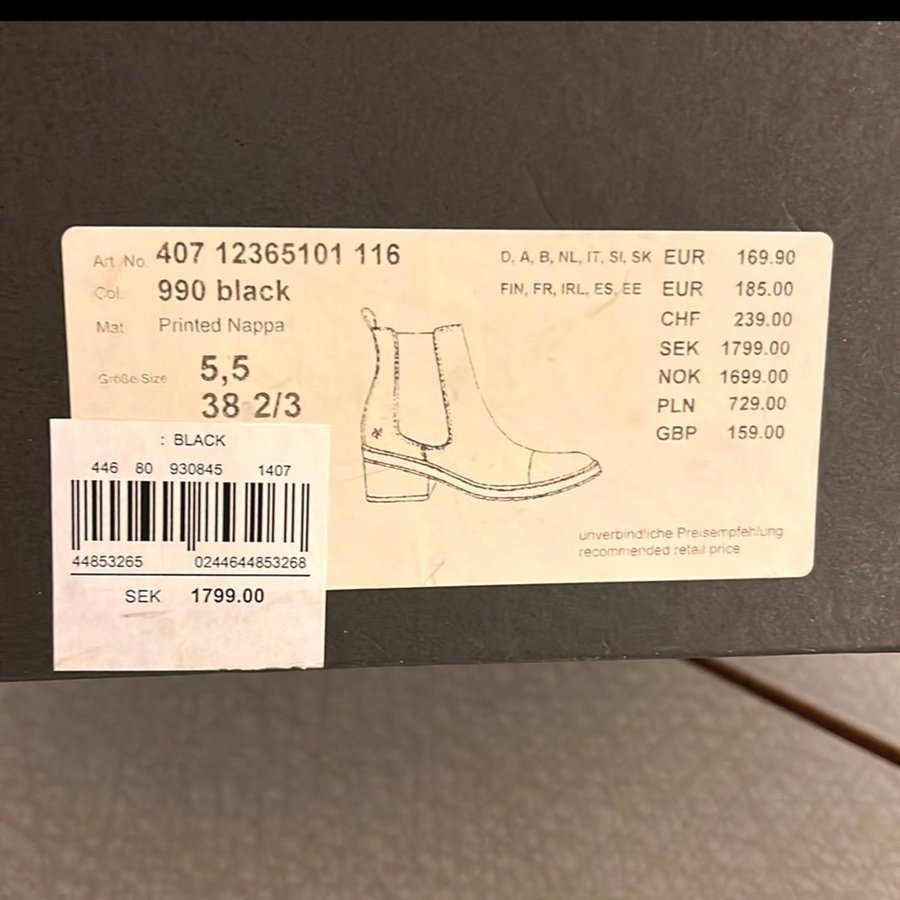 Art. No. 407 12365101 116
Col. 990 black
Mat. Printed Nappa
Größe/Size 5,5
38 2/3
D, A, B, NL, IT, SI, SK EUR 169.90
FIN, FR, IRL, ES, EE EUR 185.00
CHF 239.00
SEK 1799.00
NOK 1699.00
PLN 729.00
GBP 159.00
unverbindliche Preisempfehlung
recommended retail price
: BLACK
446 80 930845 1407
44853265 0244644853268
SEK 1799.00